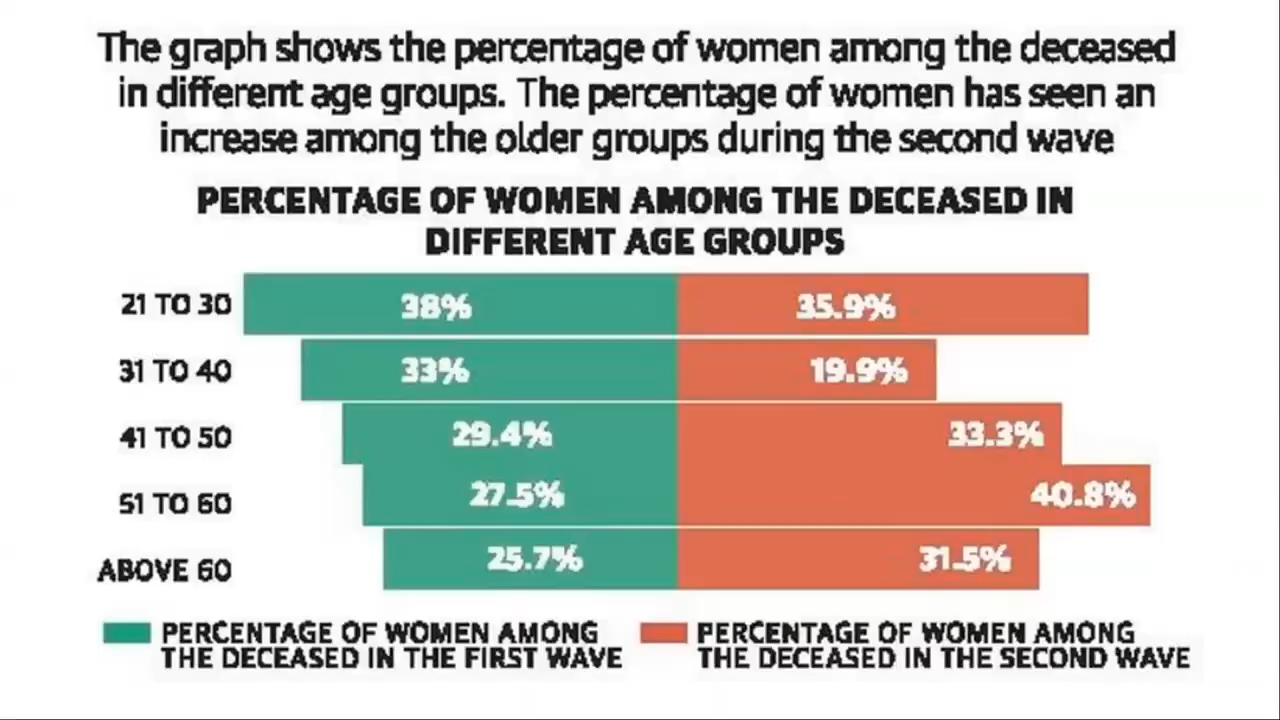 The graph shows the percentage of women among the deceased
in different age groups. The percentage of women has seen an
increase among the older groups during the second wave
PERCENTAGE OF WOMEN AMONG THE DECEASED IN
DIFFERENT AGE GROUPS
21 TO 30 38% 35.9%
31 TO 40 33% 19.9%
41 TO 50 29.4% 33.3%
51 TO 60 27.5% 40.8%
ABOVE 60 25.7% 31.5%
PERCENTAGE OF WOMEN AMONG
THE DECEASED IN THE FIRST WAVE
PERCENTAGE OF WOMEN AMONG
THE DECEASED IN THE SECOND WAVE